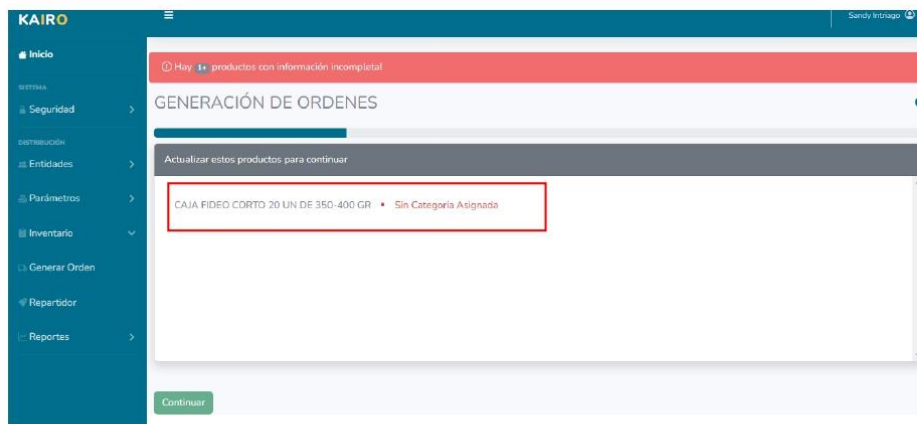 KAIRO
Sandy Intriago
Inicio
Hay 1+ productos con información incompleta!
SISTEMA
Seguridad
GENERACIÓN DE ORDENES
DISTRIBUCIÓN
Entidades
Actualizar estos productos para continuar
Parámetros
CAJA FIDEO CORTO 20 UN DE 350-400 GR • Sin Categoría Asignada
Inventario
Generar Orden
Repartidor
Reportes
Continuar